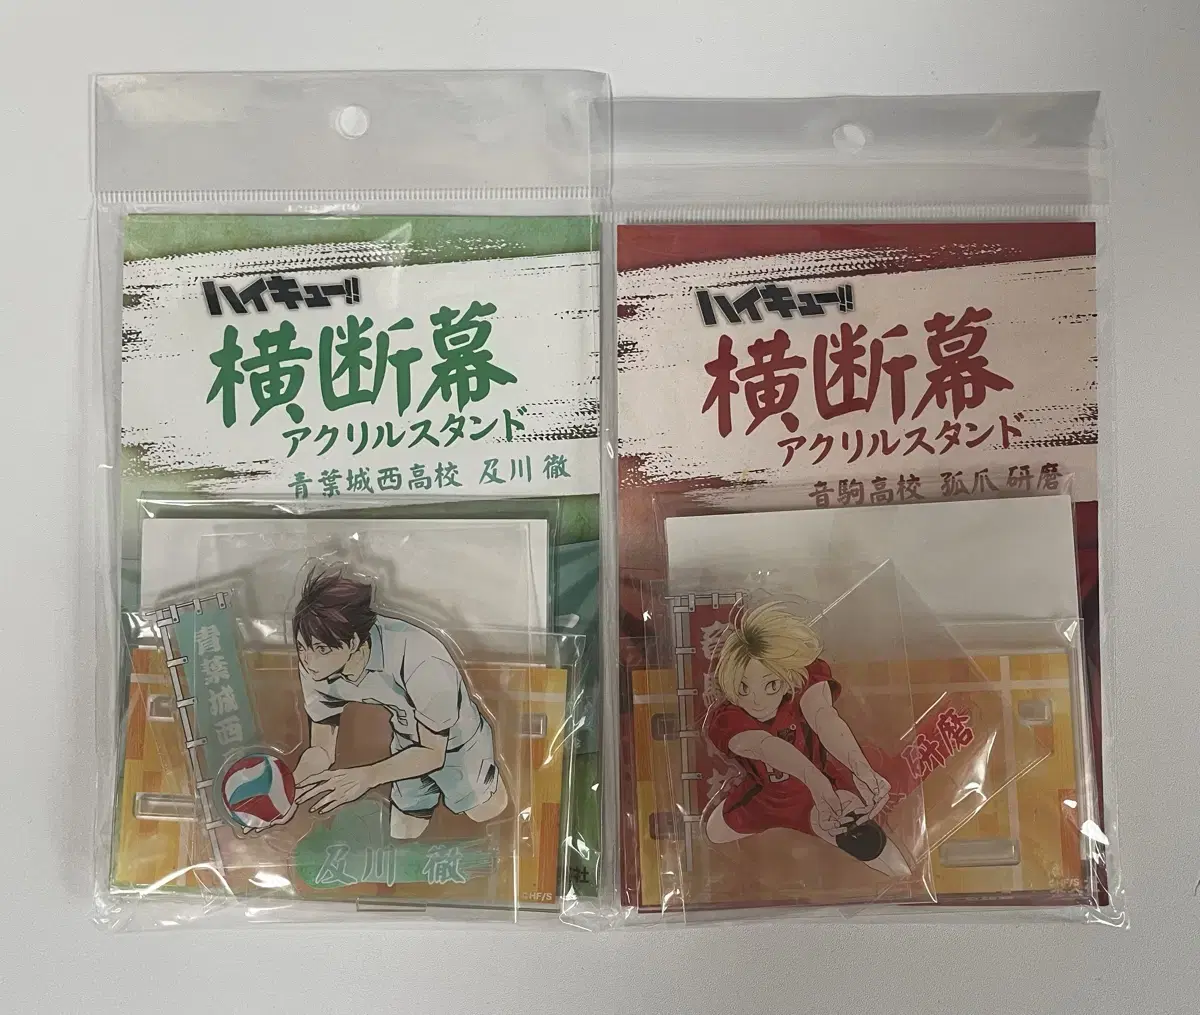 ハイキュー!!
横断幕
アクリルスタンド
青葉城西高校 及川 徹
青葉城西
及川 徹
社
©HF/S
ハイキュー!!
横断幕
アクリルスタンド
音駒高校 孤爪 研磨
研磨
©HF/S